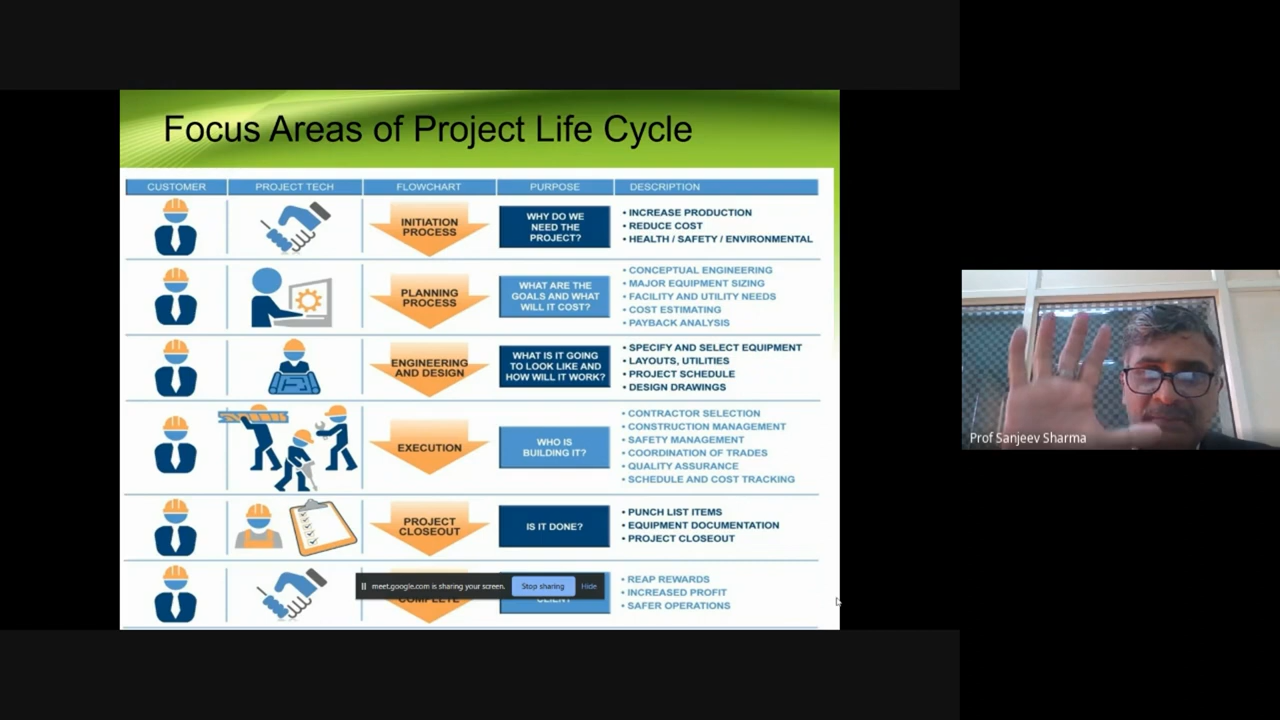 Focus Areas of Project Life Cycle
CUSTOMER PROJECT TECH FLOWCHART PURPOSE DESCRIPTION
INITIATION
PROCESS
WHY DO WE
NEED THE
PROJECT?
• INCREASE PRODUCTION
• REDUCE COST
• HEALTH / SAFETY / ENVIRONMENTAL
PLANNING
PROCESS
WHAT ARE THE
GOALS AND WHAT
WILL IT COST?
• CONCEPTUAL ENGINEERING
• MAJOR EQUIPMENT SIZING
• FACILITY AND UTILITY NEEDS
• COST ESTIMATING
• PAYBACK ANALYSIS
ENGINEERING
AND DESIGN
WHAT IS IT GOING
TO LOOK LIKE AND
HOW WILL IT WORK?
• SPECIFY AND SELECT EQUIPMENT
• LAYOUTS, UTILITIES
• PROJECT SCHEDULE
• DESIGN DRAWINGS
EXECUTION
WHO IS
BUILDING IT?
• CONTRACTOR SELECTION
• CONSTRUCTION MANAGEMENT
• SAFETY MANAGEMENT
• COORDINATION OF TRADES
• QUALITY ASSURANCE
• SCHEDULE AND COST TRACKING
PROJECT
CLOSEOUT
IS IT DONE?
• PUNCH LIST ITEMS
• EQUIPMENT DOCUMENTATION
• PROJECT CLOSEOUT
meet.google.com is sharing your screen. Stop sharing Hide
COMPLETE
CLIENT
• REAP REWARDS
• INCREASED PROFIT
• SAFER OPERATIONS
Prof Sanjeev Sharma